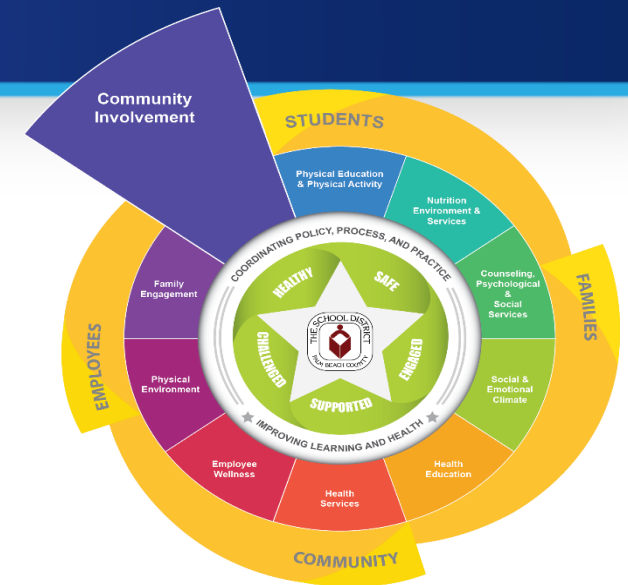 Community
Involvement
STUDENTS
Physical Education
& Physical Activity
Nutrition
Environment &
Services
Counseling,
Psychological
&
Social
Services
FAMILIES
Social &
Emotional
Climate
Health
Education
Health
Services
Employee
Wellness
Physical
Environment
Family
Engagement
EMPLOYEES
COMMUNITY
COORDINATING POLICY, PROCESS, AND PRACTICE
IMPROVING LEARNING AND HEALTH
HEALTHY
SAFE
ENGAGED
SUPPORTED
CHALLENGED
THE SCHOOL DISTRICT
PALM BEACH COUNTY